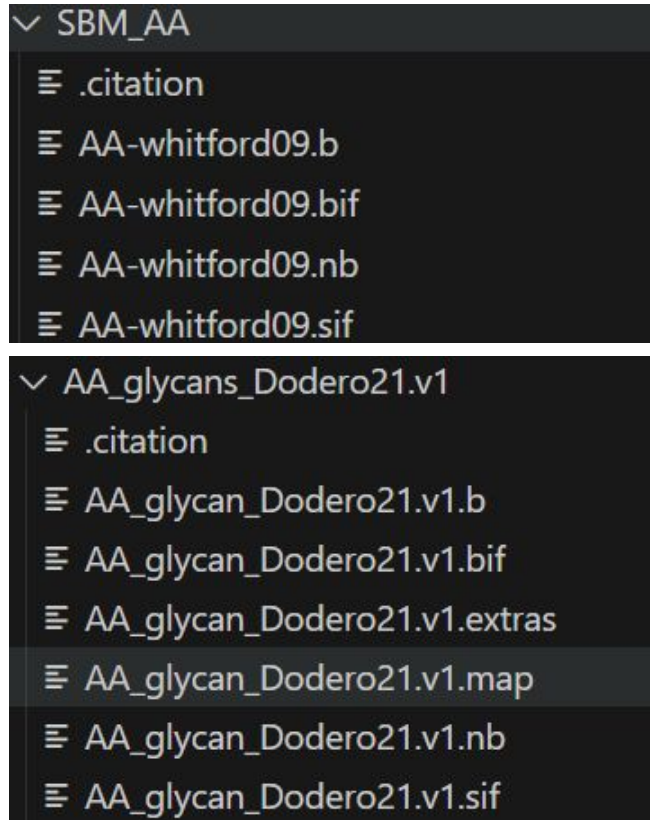 SBM_AA
.citation
AA-whitford09.b
AA-whitford09.bif
AA-whitford09.nb
AA-whitford09.sif
AA_glycans_Dodero21.v1
.citation
AA_glycan_Dodero21.v1.b
AA_glycan_Dodero21.v1.bif
AA_glycan_Dodero21.v1.extras
AA_glycan_Dodero21.v1.map
AA_glycan_Dodero21.v1.nb
AA_glycan_Dodero21.v1.sif